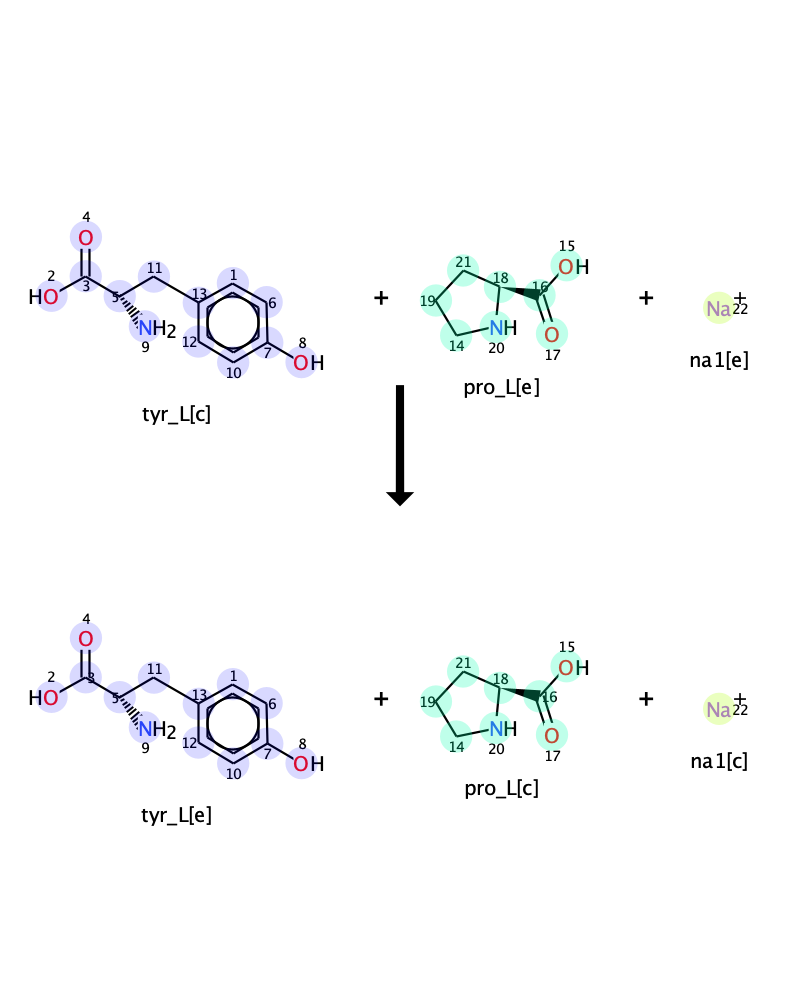 4
O
2
3
11
1
HO
5
13
6
NH2
9
12
8
7
10
OH
tyr_L[c]
+
21
18
15
OH
19
16
14
NH
20
O
17
pro_L[e]
+
Na+
22
na1[e]
4
O
2
3
11
1
HO
5
13
6
NH2
9
12
8
7
10
OH
tyr_L[e]
+
21
18
15
OH
19
16
14
NH
20
O
17
pro_L[c]
+
Na+
22
na1[c]